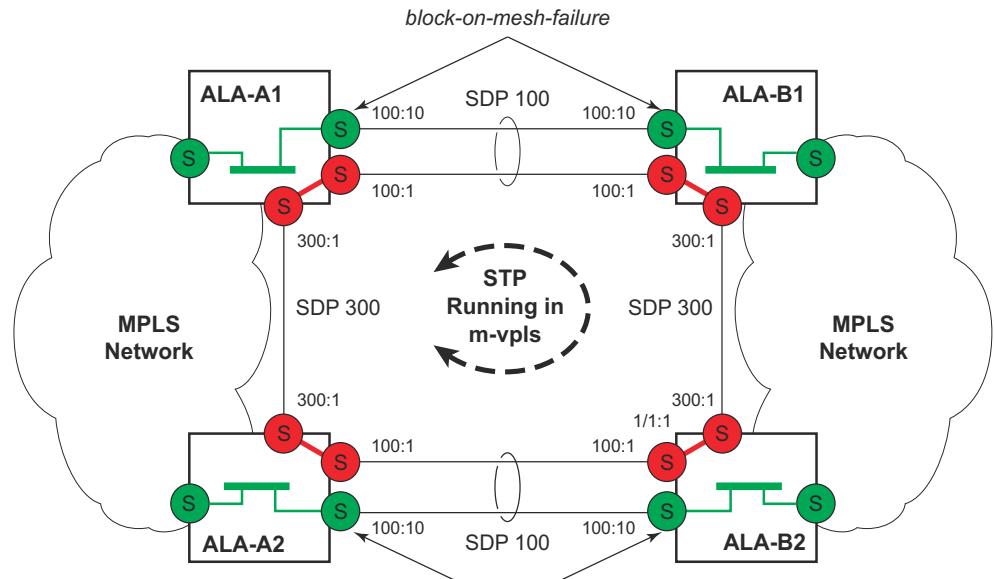 block-on-mesh-failure
ALA-A1
ALA-B1
SDP 100
100:10
100:10
S
S
S
S
S
S
100:1
100:1
S
S
300:1
300:1
STP
Running in
m-vpls
SDP 300
SDP 300
MPLS
Network
MPLS
Network
300:1
300:1
1/1:1
S
S
100:1
100:1
S
S
S
S
S
S
100:10
100:10
SDP 100
ALA-A2
ALA-B2